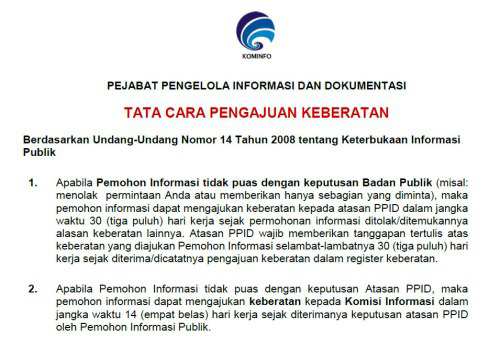 KOMINFO
PEJABAT PENGELOLA INFORMASI DAN DOKUMENTASI
TATA CARA PENGAJUAN KEBERATAN
Berdasarkan Undang-Undang Nomor 14 Tahun 2008 tentang Keterbukaan Informasi
Publik
1. Apabila Pemohon Informasi tidak puas dengan keputusan Badan Publik (misal:
menolak permintaan Anda atau memberikan hanya sebagian yang diminta), maka
pemohon informasi dapat mengajukan keberatan kepada atasan PPID dalam jangka
waktu 30 (tiga puluh) hari kerja sejak permohonan informasi ditolak/ditemukannya
alasan keberatan lainnya. Atasan PPID wajib memberikan tanggapan tertulis atas
keberatan yang diajukan Pemohon Informasi selambat-lambatnya 30 (tiga puluh) hari
kerja sejak diterima/dicatatnya pengajuan keberatan dalam register keberatan.
2. Apabila Pemohon Informasi tidak puas dengan keputusan Atasan PPID, maka
pemohon informasi dapat mengajukan keberatan kepada Komisi Informasi dalam
jangka waktu 14 (empat belas) hari kerja sejak diterimanya keputusan atasan PPID
oleh Pemohon Informasi Publik.